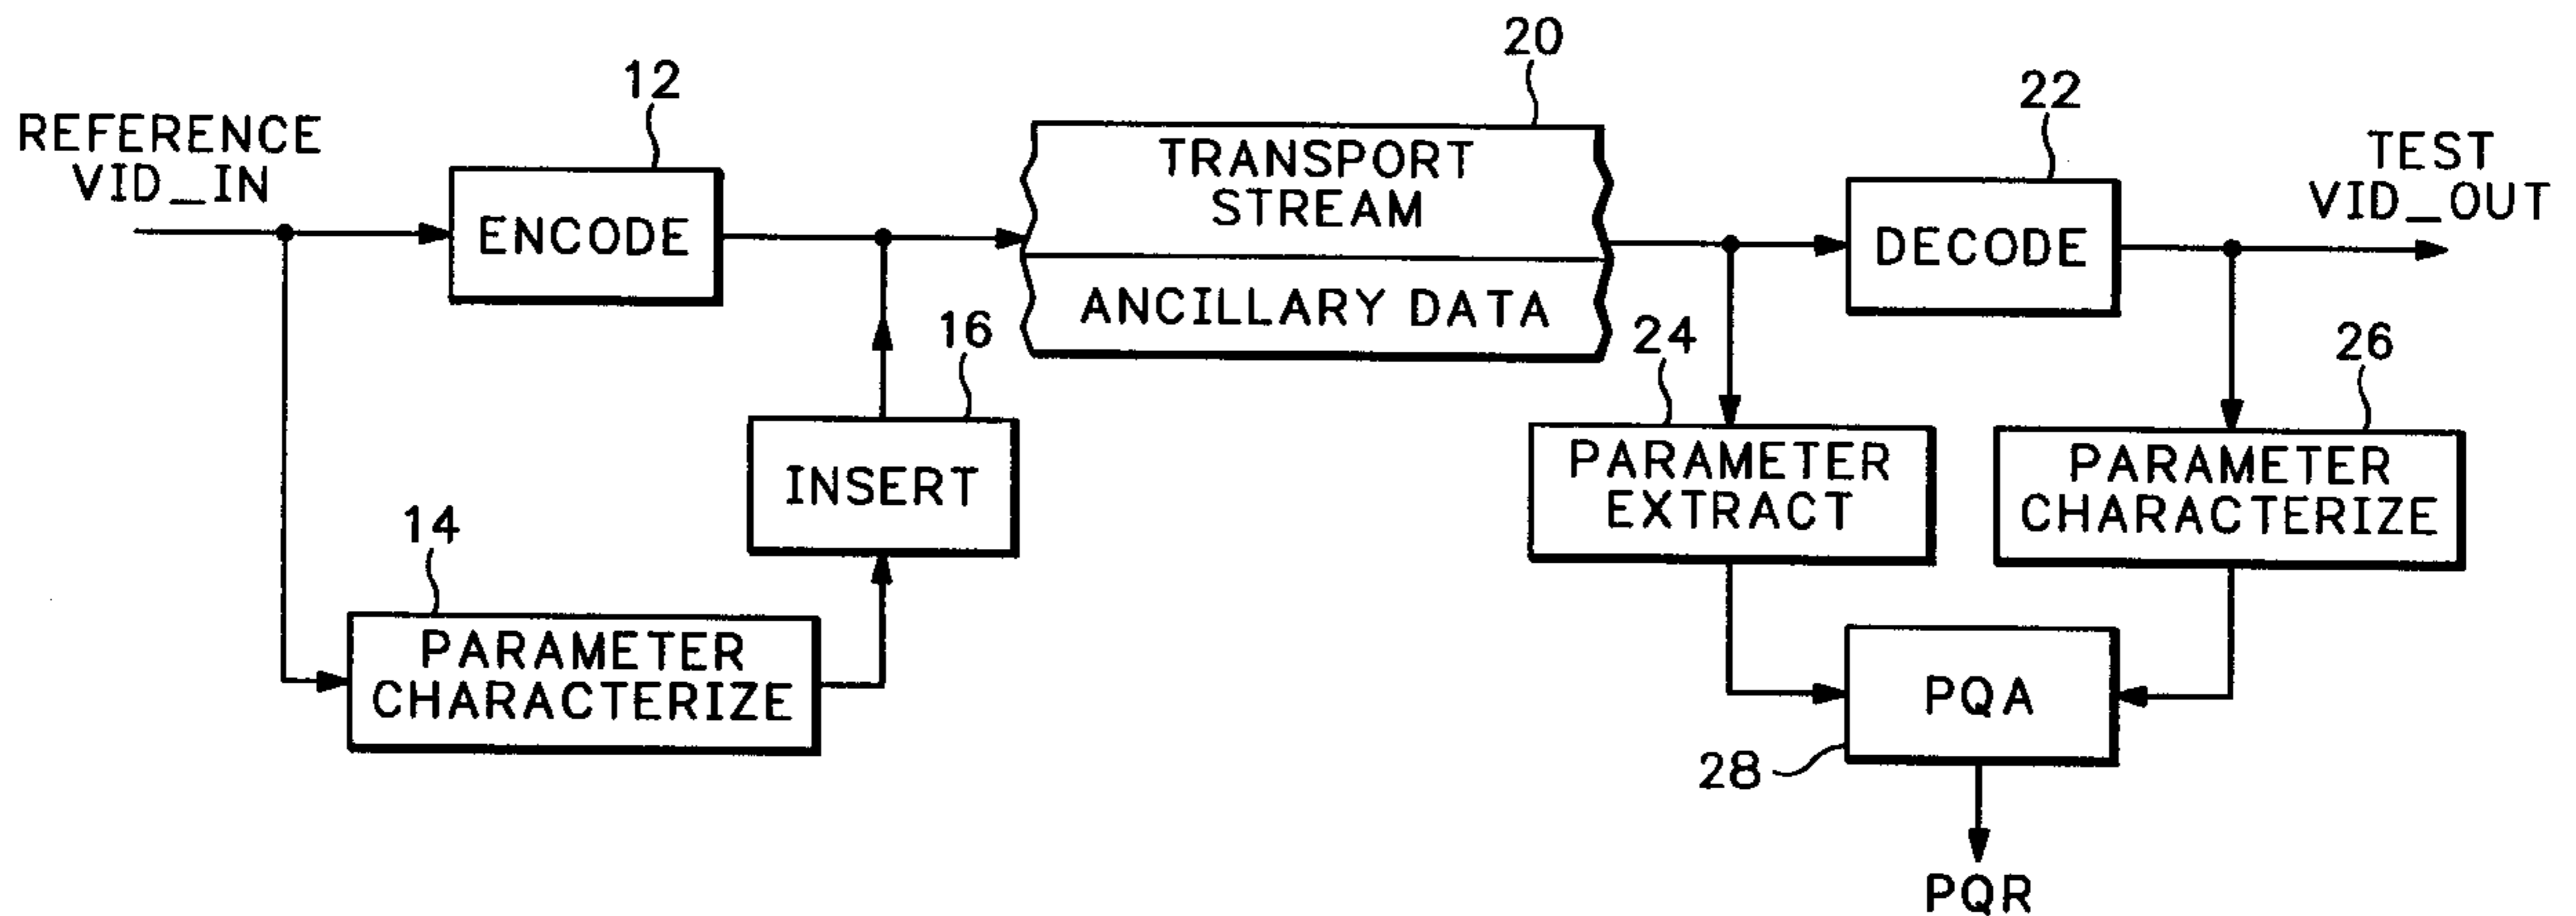 20
12
22
REFERENCE
VID_IN
TRANSPORT
STREAM
TEST
VID_OUT
ENCODE
DECODE
ANCILLARY DATA
16
24
26
INSERT
PARAMETER
EXTRACT
PARAMETER
CHARACTERIZE
14
PARAMETER
CHARACTERIZE
PQA
28
PQR